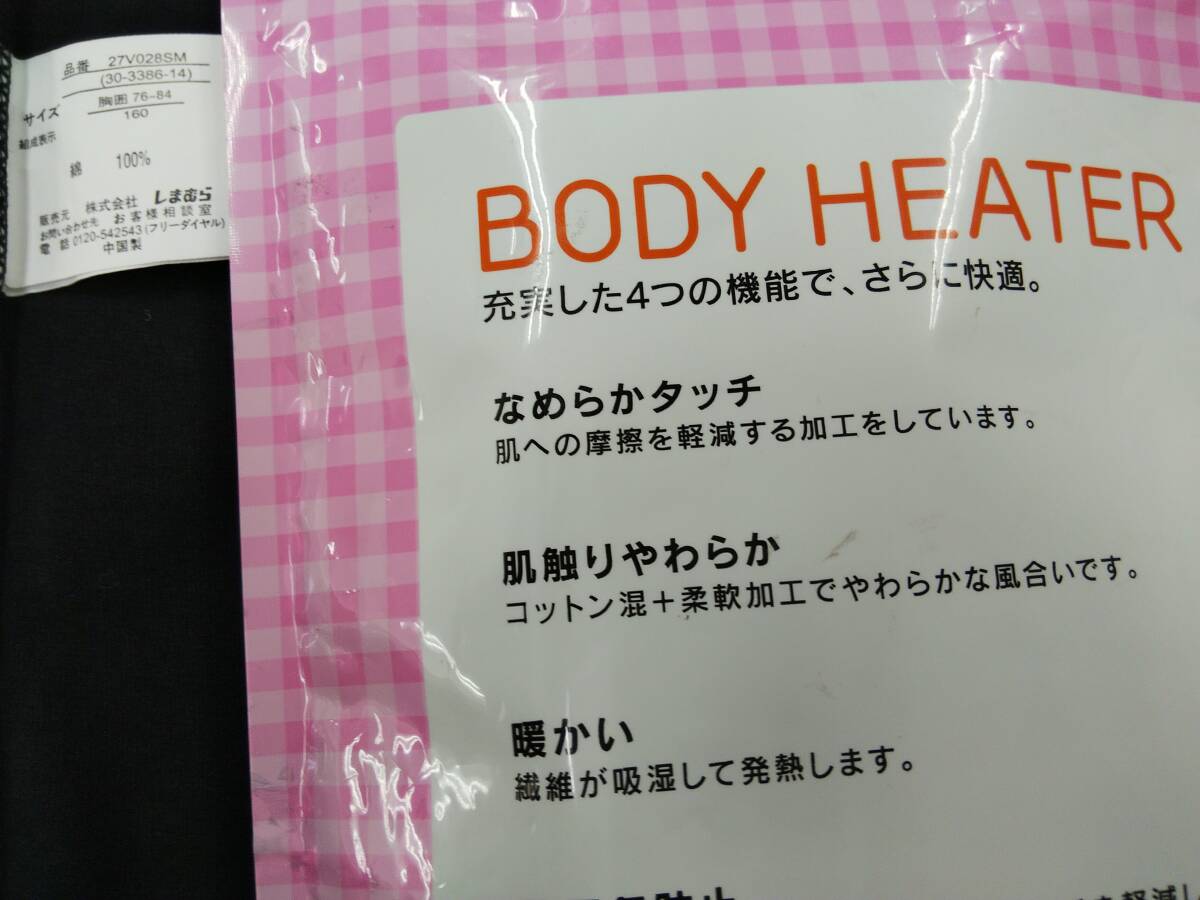 品番 27V028SM
(30-3386-14)
サイズ 胸囲 76-84
160
組成表示
綿 100%
販売元 株式会社 しまむら
お問い合わせ先 お客様相談室
電話 0120-542543 (フリーダイヤル)
中国製
BODY HEATER
充実した4つの機能で、さらに快適。
なめらかタッチ
肌への摩擦を軽減する加工をしています。
肌触りやわらか
コットン混+柔軟加工でやわらかな風合いです。
暖かい
繊維が吸湿して発熱します。